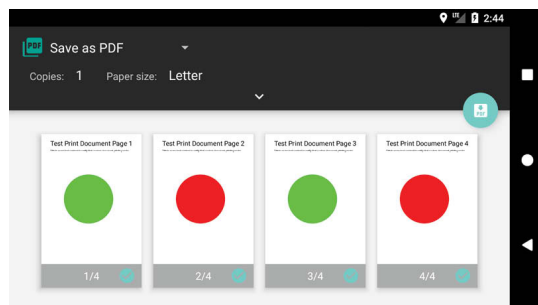 LTE 2:44
PDF Save as PDF
Copies: 1 Paper size: Letter
PDF
Test Print Document Page 1
Test Print Document Page 2
Test Print Document Page 3
Test Print Document Page 4
1/4
2/4
3/4
4/4